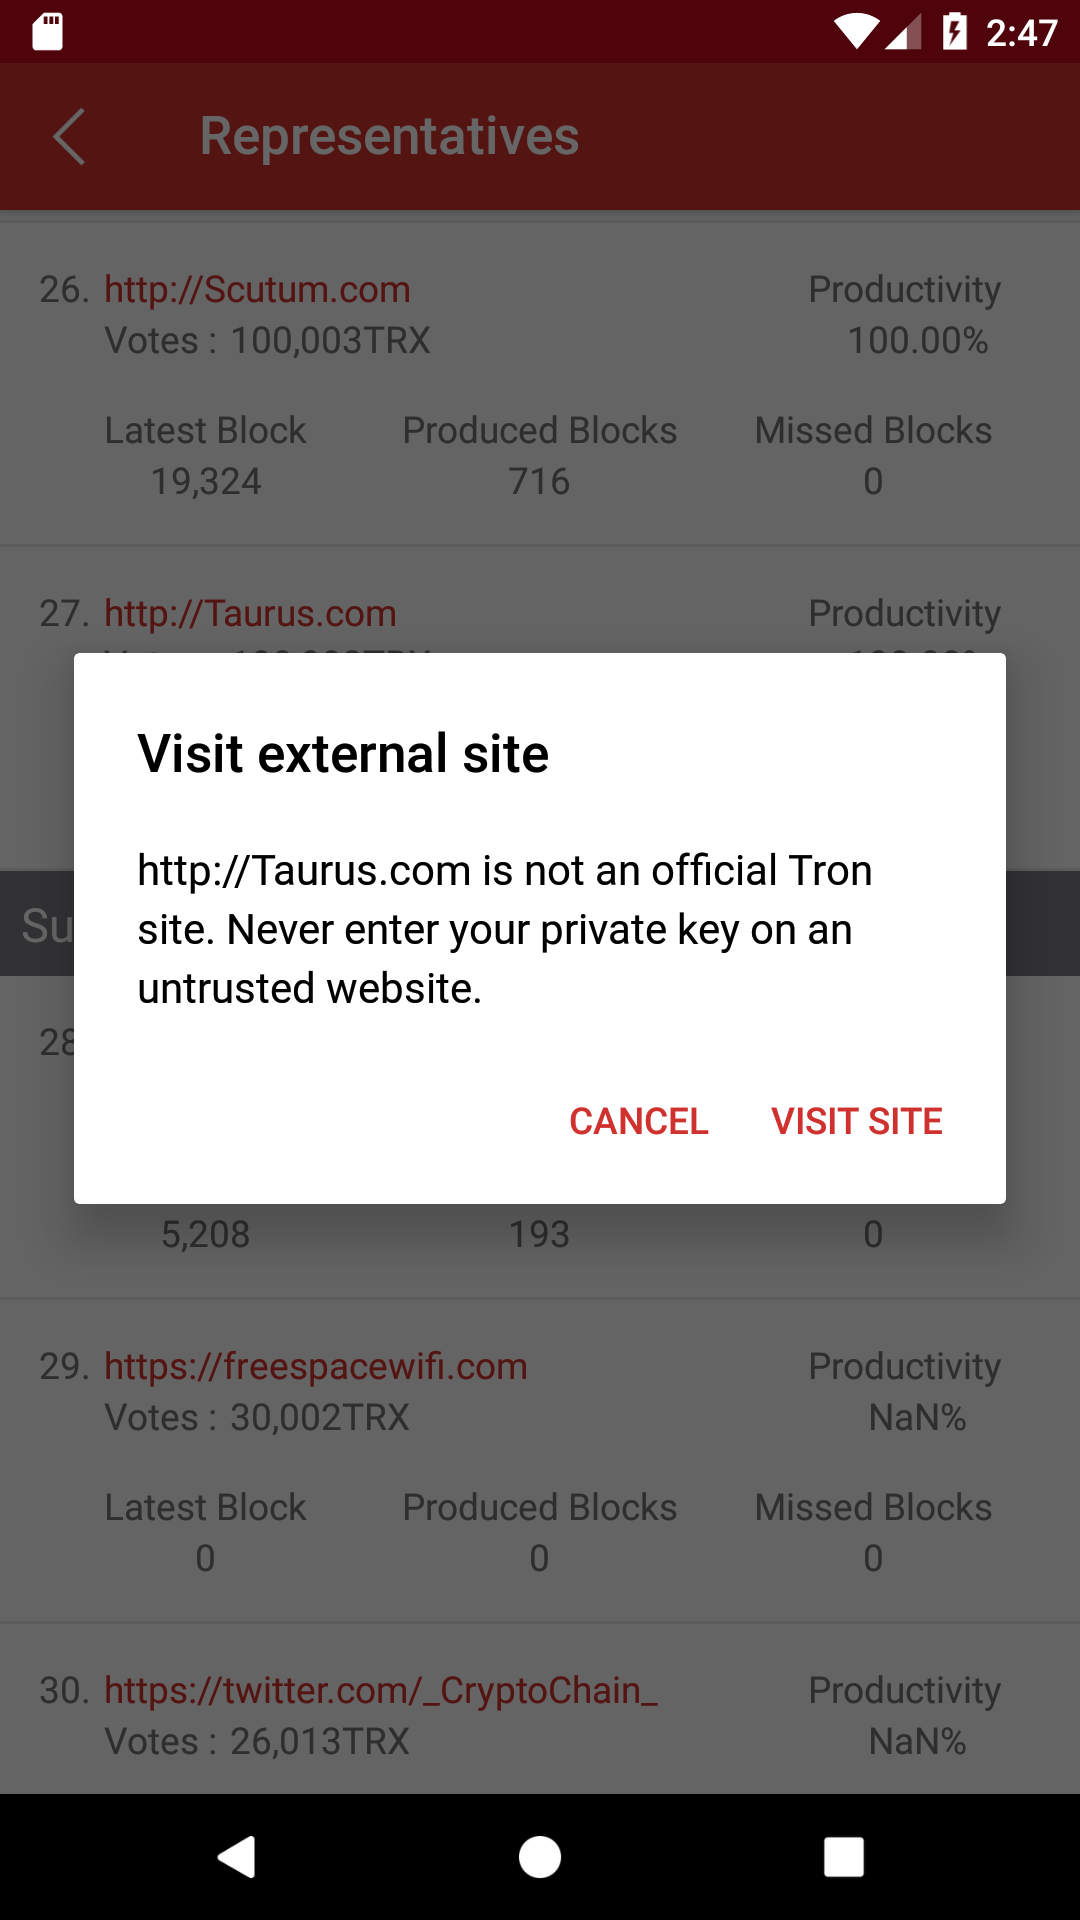 2:47
Representatives
26. http://Scutum.com Productivity
Votes : 100,003TRX 100.00%
Latest Block Produced Blocks Missed Blocks
19,324 716 0
27. http://Taurus.com Productivity
Visit external site
http://Taurus.com is not an official Tron
site. Never enter your private key on an
untrusted website.
Su
28
CANCEL VISIT SITE
5,208 193 0
29. https://freespacewifi.com Productivity
Votes : 30,002TRX NaN%
Latest Block Produced Blocks Missed Blocks
0 0 0
30. https://twitter.com/_CryptoChain_ Productivity
Votes : 26,013TRX NaN%